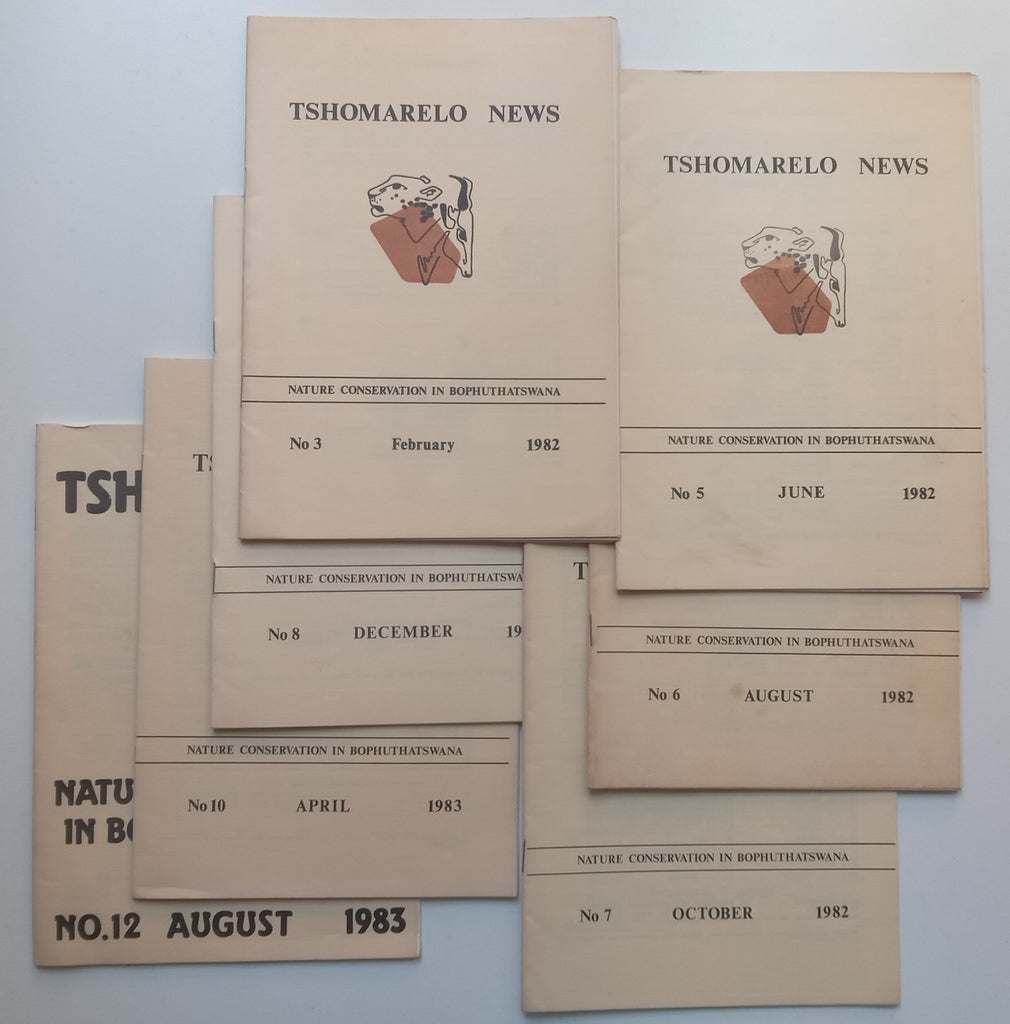 TSHOMARELO NEWS
NATURE CONSERVATION IN BOPHUTHATSWANA
No 3 February 1982
TSHOMARELO NEWS
NATURE CONSERVATION IN BOPHUTHATSWANA
No 5 JUNE 1982
NATURE CONSERVATION IN BOPHUTHATSWA
No 8 DECEMBER 19
T
NATURE CONSERVATION IN BOPHUTHATSWANA
No 6 AUGUST 1982
TS
NATURE CONSERVATION IN BOPHUTHATSWANA
No 10 APRIL 1983
T
NATURE CONSERVATION IN BOPHUTHATSWANA
No 7 OCTOBER 1982
TSH
NATU
IN BO
NO.12 AUGUST 1983